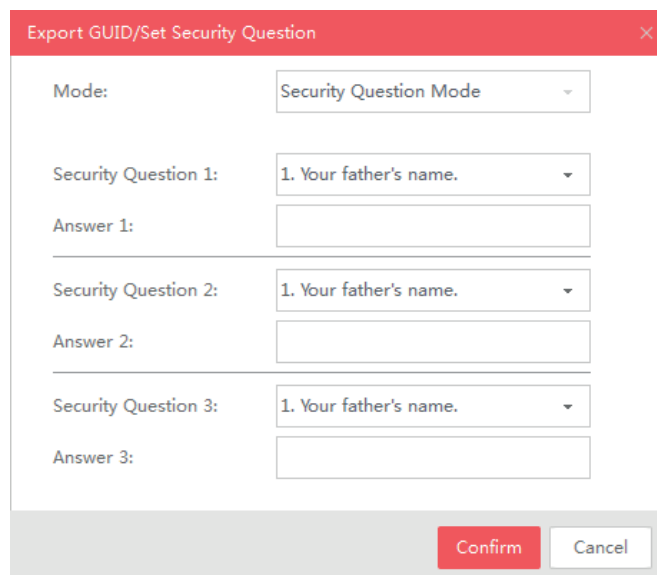 Export GUID/Set Security Question
Mode: Security Question Mode
Security Question 1: 1. Your father's name.
Answer 1:
Security Question 2: 1. Your father's name.
Answer 2:
Security Question 3: 1. Your father's name.
Answer 3:
Confirm Cancel